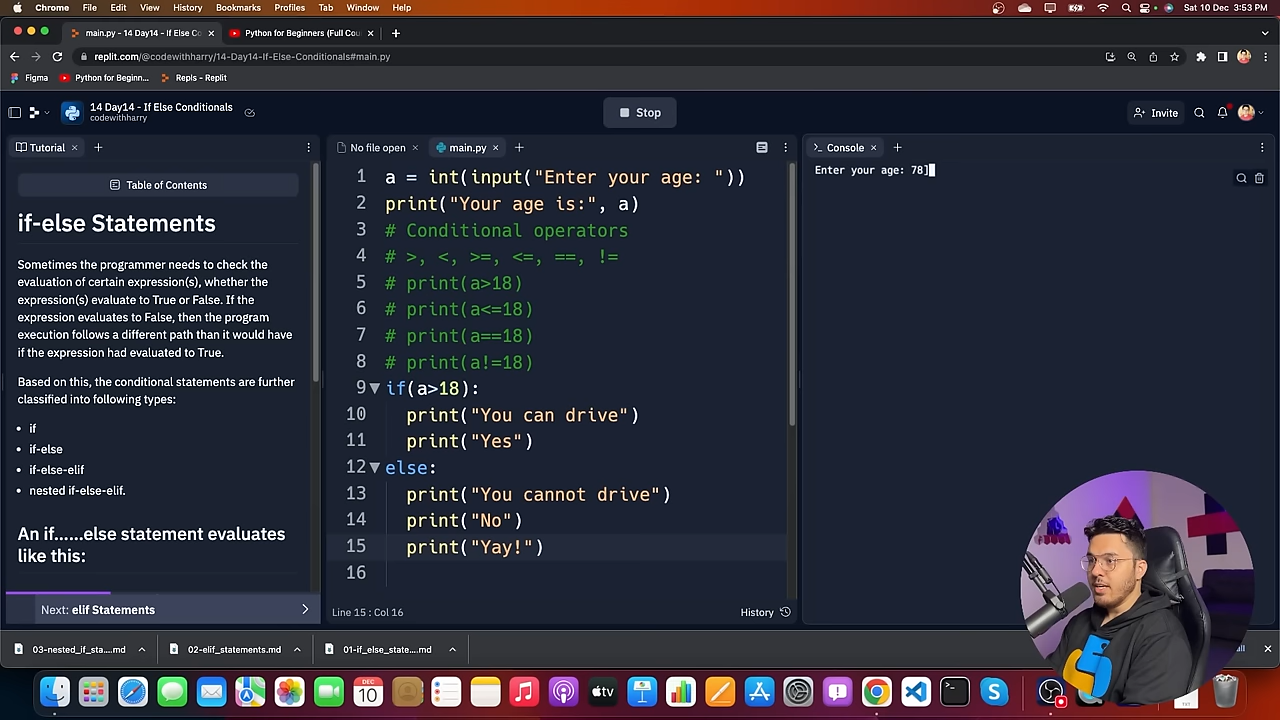 Chrome File Edit View History Bookmarks Profiles Tab Window Help Sat 10 Dec 3:53 PM
main.py - 14 Day14 - If Else Co Python for Beginners (Full Cou
replit.com/@codewithharry/14-Day14-If-Else-Conditionals#main.py
Figma Python for Beginn... Repls - Replit
14 Day14 - If Else Conditionals
codewithharry
Stop
Invite
Tutorial
Table of Contents
if-else Statements
Sometimes the programmer needs to check the
evaluation of certain expression(s), whether the
expression(s) evaluate to True or False. If the
expression evaluates to False, then the program
execution follows a different path than it would have
if the expression had evaluated to True.
Based on this, the conditional statements are further
classified into following types:
• if
• if-else
• if-else-elif
• nested if-else-elif.
An if......else statement evaluates
like this:
Next: elif Statements
No file open main.py
1 a = int(input("Enter your age: "))
2 print("Your age is:", a)
3 # Conditional operators
4 # >, <, >=, <=, ==, !=
5 # print(a>18)
6 # print(a<=18)
7 # print(a==18)
8 # print(a!=18)
9 if(a>18):
10 print("You can drive")
11 print("Yes")
12 else:
13 print("You cannot drive")
14 print("No")
15 print("Yay!")
16
Line 15 : Col 16
History
Console
Enter your age: 78]
03-nested_if_sta....md 02-elif_statements.md 01-if_else_state....md
DEC
10
tv